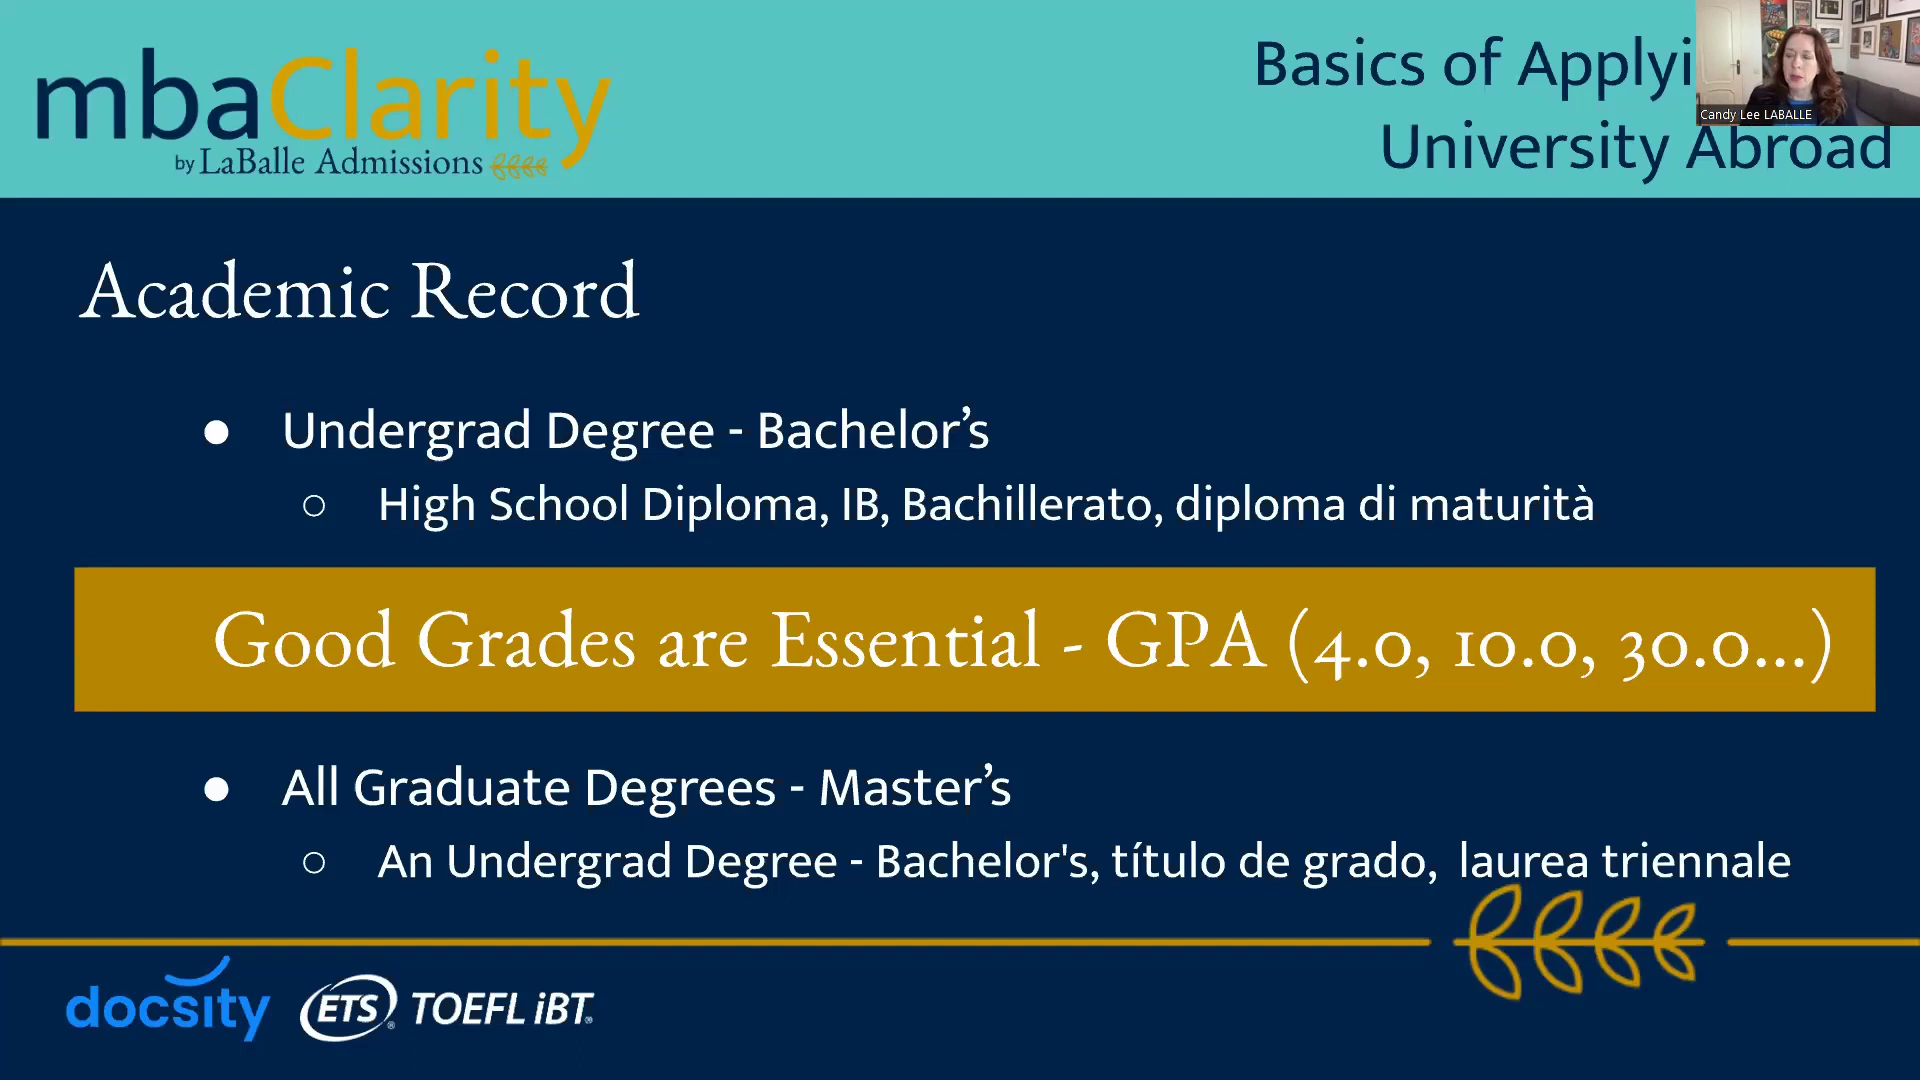 mbaClarity
by LaBalle Admissions
Basics of Applyi
University Abroad
Candy Lee LABALLE
Academic Record
● Undergrad Degree - Bachelor’s
○ High School Diploma, IB, Bachillerato, diploma di maturità
Good Grades are Essential - GPA (4.0, 10.0, 30.0...)
● All Graduate Degrees - Master’s
○ An Undergrad Degree - Bachelor's, título de grado, laurea triennale
docsity
ETS® TOEFL iBT®